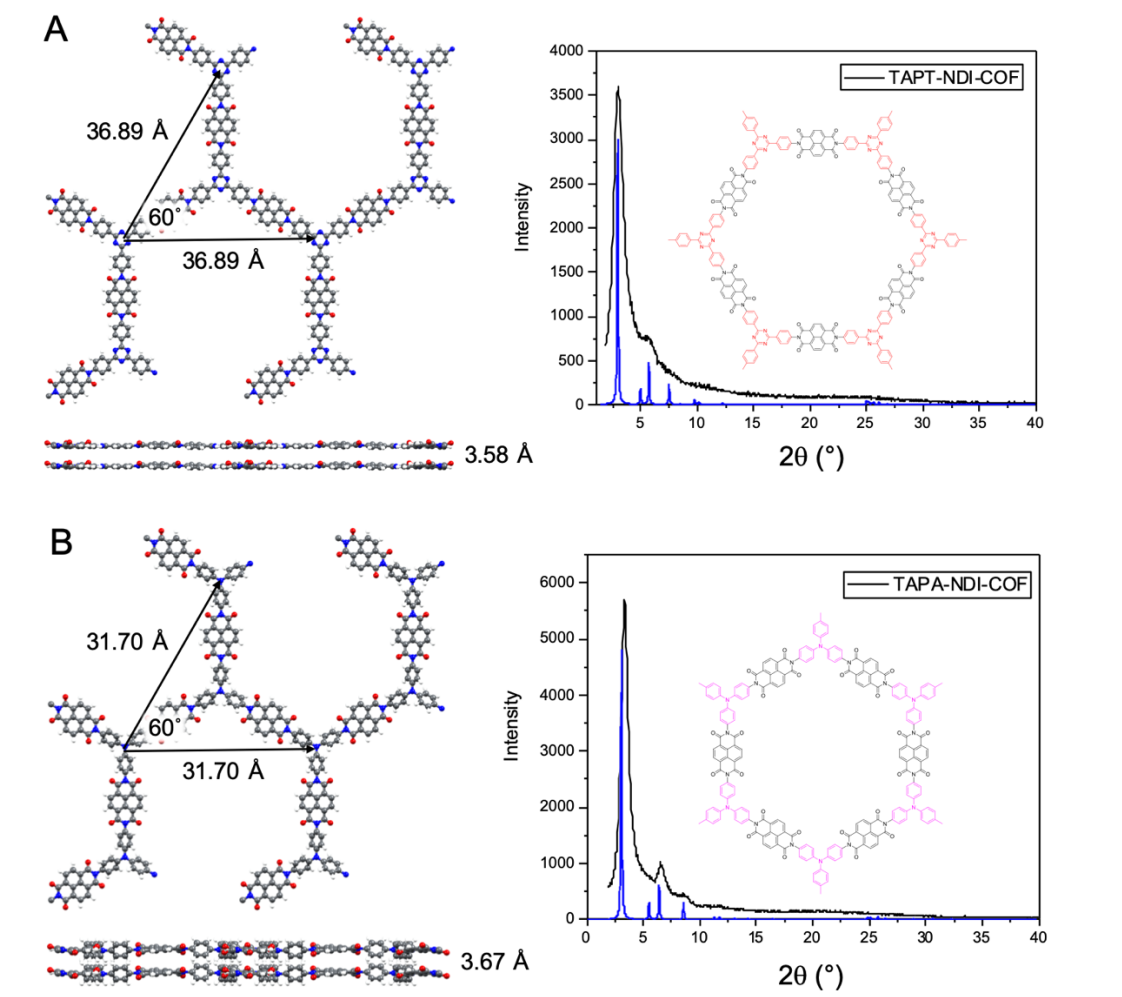 A
36.89 Å
60°
36.89 Å
3.58 Å
Intensity
4000
3500
3000
2500
2000
1500
1000
500
0
TAPT-NDI-COF
5 10 15 20 25 30 35 40
2θ (°)
B
31.70 Å
60°
31.70 Å
3.67 Å
Intensity
6000
5000
4000
3000
2000
1000
0
TAPA-NDI-COF
0 5 10 15 20 25 30 35 40
2θ (°)